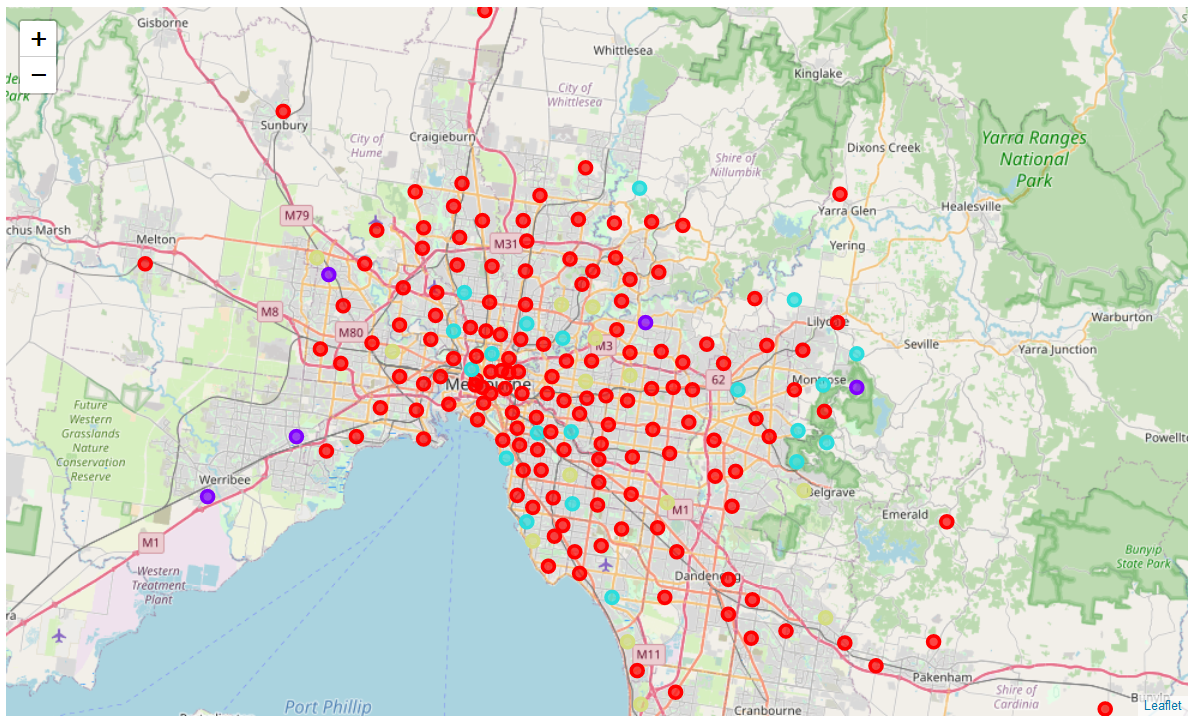 +
−
Gisborne
Whittlesea
Kinglake
Park
City of
Whittlesea
Sunbury
City of
Hume
Craigieburn
Shire of
Nillumbik
Dixons Creek
Yarra Ranges
National
Park
Yarra Glen
Healesville
M79
chus Marsh
Melton
M31
Yering
M8
M80
M3
Lilydale
Warburton
Seville
Yarra Junction
Melbourne
62
Montrose
Future
Western
Grasslands
Nature
Conservation
Reserve
Powellto
Werribee
Belgrave
Emerald
M1
M1
Bunyip
State Park
Western
Treatment
Plant
Dandenong
ra
M11
Pakenham
Shire of
Cardinia
Port Phillip
Cranbourne
Leaflet